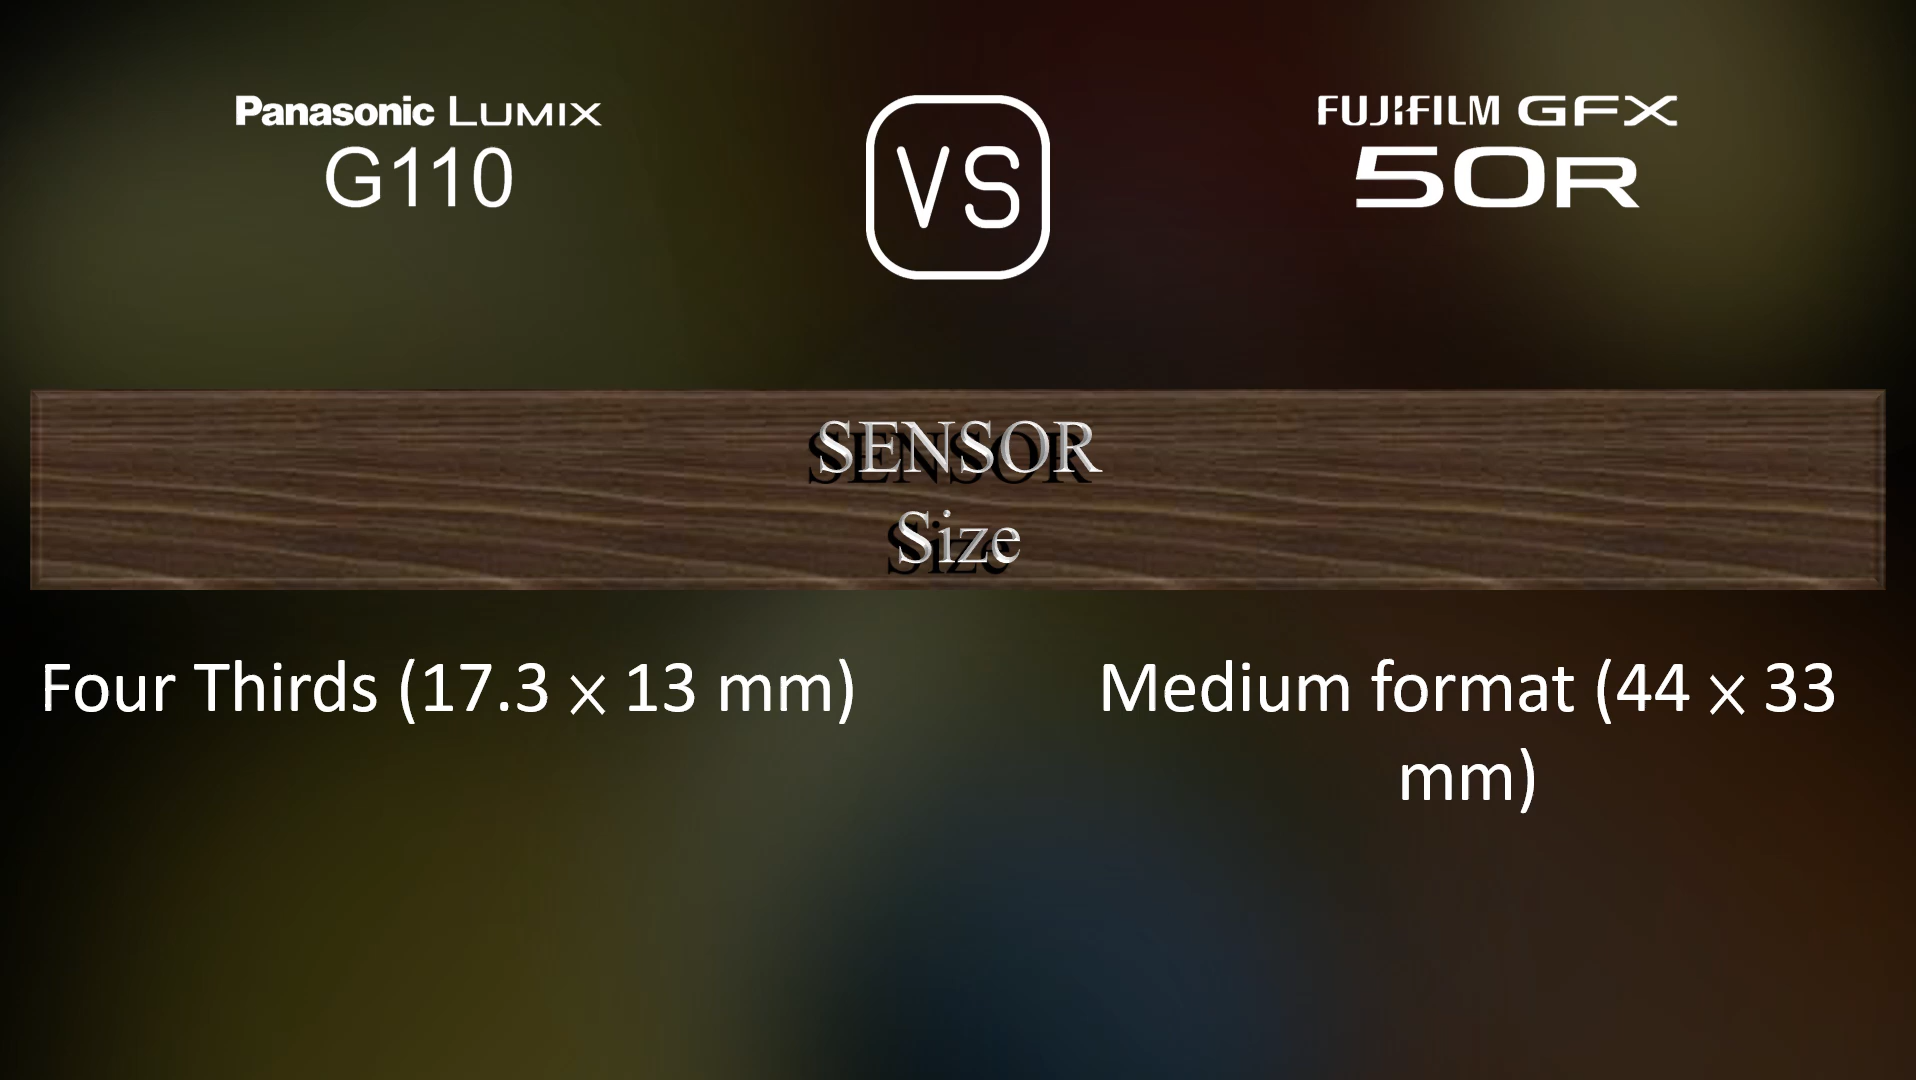 Panasonic LUMIX
G110
VS
FUJIFILM GFX
50R
SENSOR
Size
Four Thirds (17.3 x 13 mm)
Medium format (44 x 33
mm)